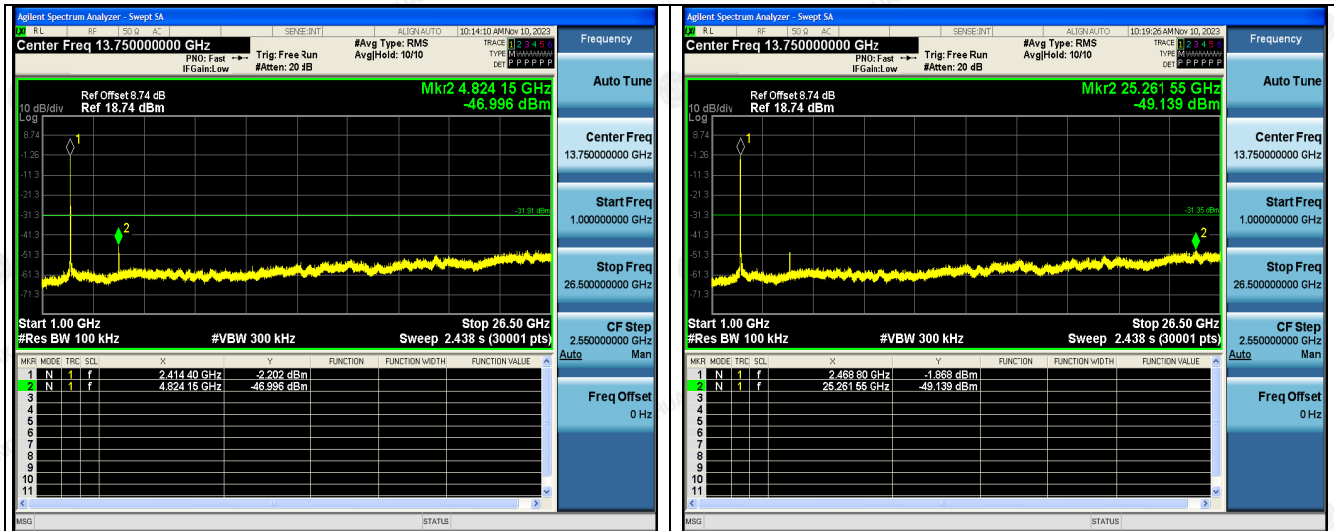 Agilent Spectrum Analyzer - Swept SA
LXI RL RF 50 Ω AC SENSE:INT ALIGN AUTO 10:14:10 AM Nov 10, 2023
Center Freq 13.750000000 GHz
PNO: Fast
IFGain:Low
Trig: Free Run
#Atten: 20 dB
#Avg Type: RMS
Avg|Hold: 10/10
TRACE 1 2 3 4 5 6
TYPE M W W W W W
DET P P P P P P
Ref Offset 8.74 dB
Ref 18.74 dBm
10 dB/div
Log
Mkr2 4.824 15 GHz
-46.996 dBm
8.74
-1.26
-11.3
-21.3
-31.3
-41.3
-51.3
-61.3
-71.3
1
2
-31.91 dBm
Start 1.00 GHz
Stop 26.50 GHz
#Res BW 100 kHz #VBW 300 kHz Sweep 2.438 s (30001 pts)
MKR MODE TRC SCL X Y FUNCTION FUNCTION WIDTH FUNCTION VALUE
1 N 1 f 2.414 40 GHz -2.202 dBm
2 N 1 f 4.824 15 GHz -46.996 dBm
3
4
5
6
7
8
9
10
11
MSG STATUS
Frequency
Auto Tune
Center Freq
13.750000000 GHz
Start Freq
1.000000000 GHz
Stop Freq
26.500000000 GHz
CF Step
2.550000000 GHz
Auto Man
Freq Offset
0 Hz
Agilent Spectrum Analyzer - Swept SA
LXI RL RF 50 Ω AC SENSE:INT ALIGN AUTO 10:19:26 AM Nov 10, 2023
Center Freq 13.750000000 GHz
PNO: Fast
IFGain:Low
Trig: Free Run
#Atten: 20 dB
#Avg Type: RMS
Avg|Hold: 10/10
TRACE 1 2 3 4 5 6
TYPE M W W W W W
DET P P P P P P
Ref Offset 8.74 dB
Ref 18.74 dBm
10 dB/div
Log
Mkr2 25.261 55 GHz
-49.139 dBm
8.74
-1.26
-11.3
-21.3
-31.3
-41.3
-51.3
-61.3
-71.3
1
2
-31.35 dBm
Start 1.00 GHz
Stop 26.50 GHz
#Res BW 100 kHz #VBW 300 kHz Sweep 2.438 s (30001 pts)
MKR MODE TRC SCL X Y FUNCTION FUNCTION WIDTH FUNCTION VALUE
1 N 1 f 2.468 80 GHz -1.868 dBm
2 N 1 f 25.261 55 GHz -49.139 dBm
3
4
5
6
7
8
9
10
11
MSG STATUS
Frequency
Auto Tune
Center Freq
13.750000000 GHz
Start Freq
1.000000000 GHz
Stop Freq
26.500000000 GHz
CF Step
2.550000000 GHz
Auto Man
Freq Offset
0 Hz